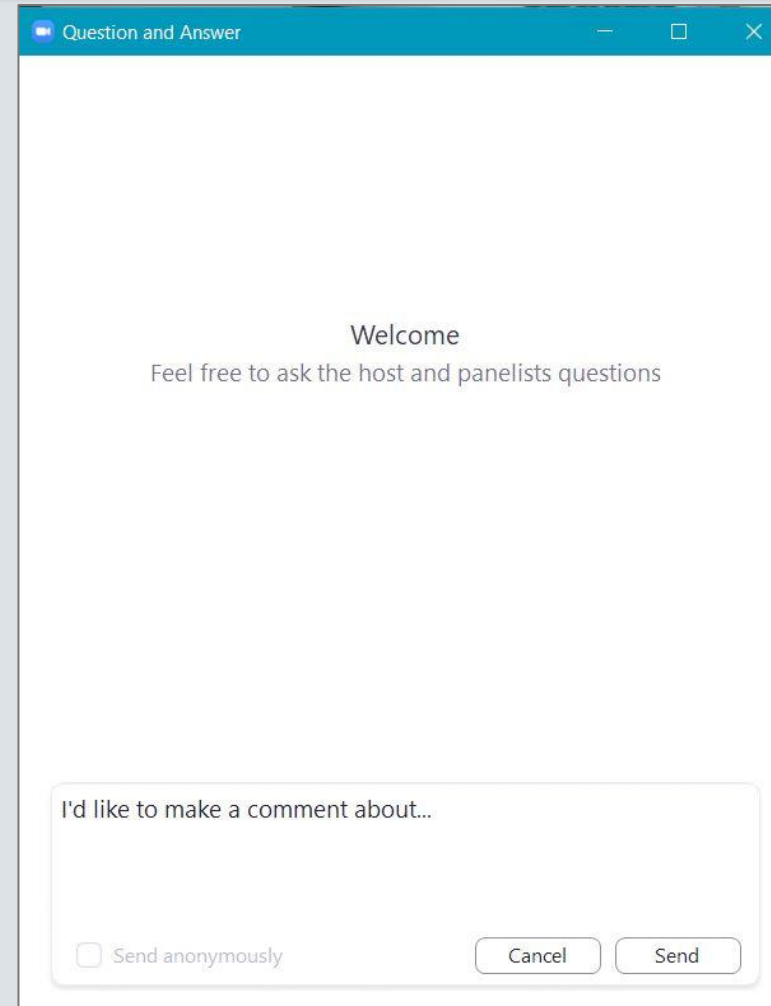 Question and Answer
Welcome
Feel free to ask the host and panelists questions
I'd like to make a comment about...
Send anonymously
Cancel
Send